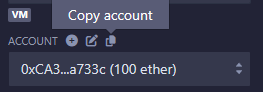 Copy account
VM
ACCOUNT
0xCA3...a733c (100 ether)